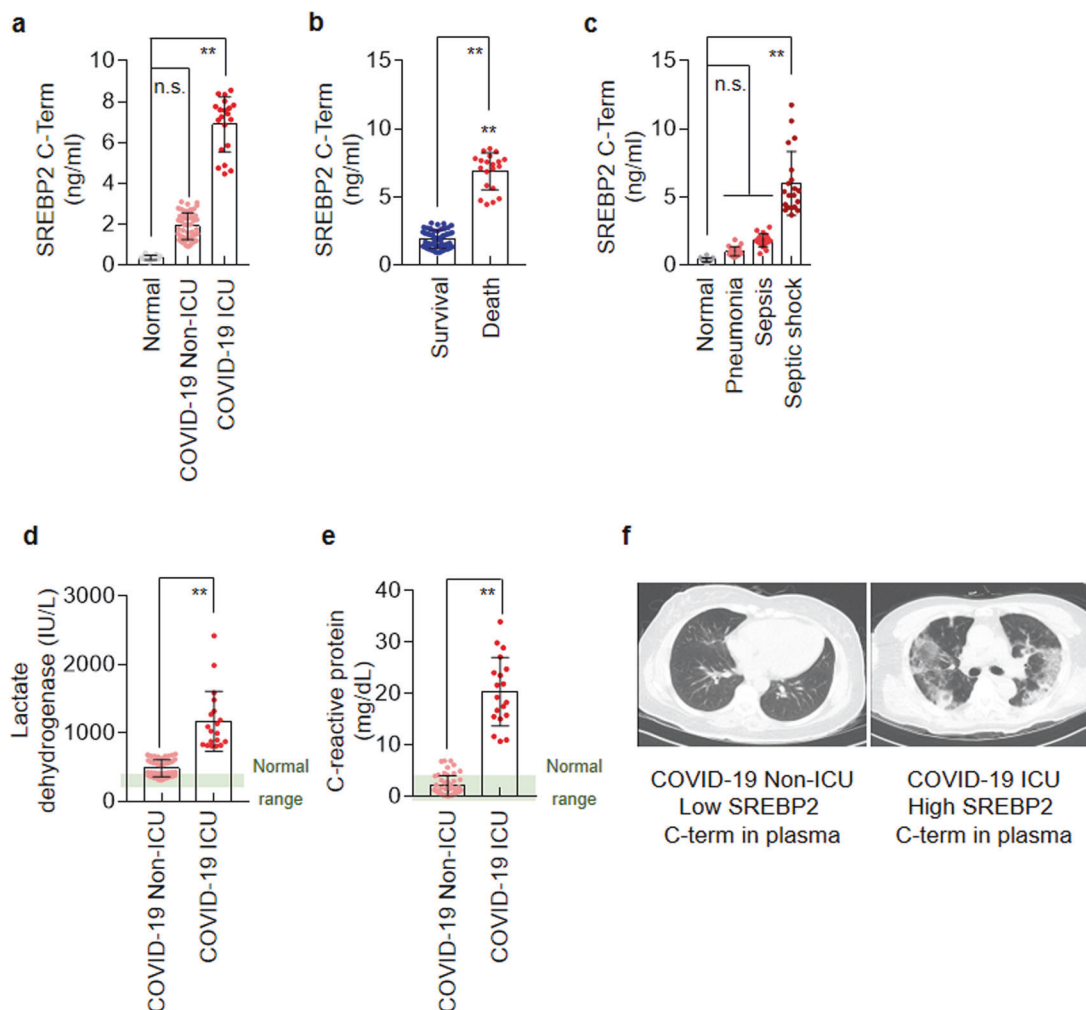 a
SREBP2 C-Term
(ng/ml)
10
8
6
4
2
0
n.s.
**
Normal
COVID-19 Non-ICU
COVID-19 ICU
b
SREBP2 C-Term
(ng/ml)
15
10
5
0
**
**
Survival
Death
c
SREBP2 C-Term
(ng/ml)
15
10
5
0
n.s.
**
Normal
Pneumonia
Sepsis
Septic shock
d
Lactate
dehydrogenase (IU/L)
3000
2000
1000
0
**
Normal
range
COVID-19 Non-ICU
COVID-19 ICU
e
C-reactive protein
(mg/dL)
40
30
20
10
0
**
Normal
range
COVID-19 Non-ICU
COVID-19 ICU
f
COVID-19 Non-ICU
Low SREBP2
C-term in plasma
COVID-19 ICU
High SREBP2
C-term in plasma